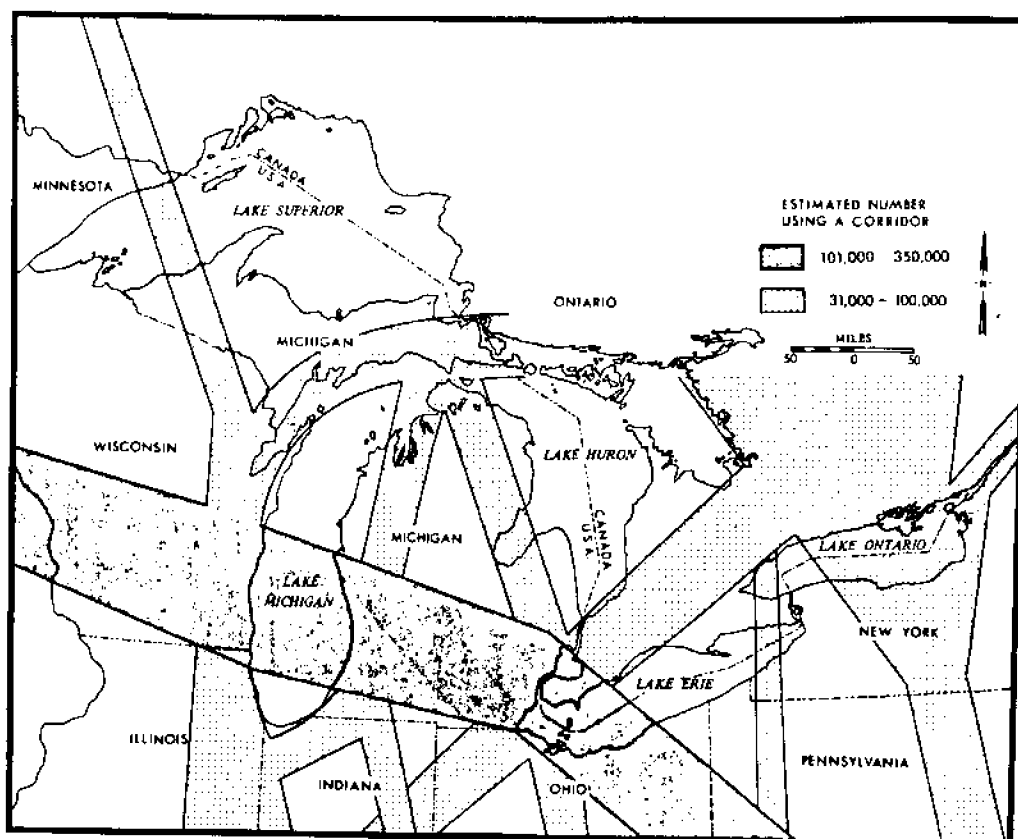 MINNESOTA
CANADA
USA
LAKE SUPERIOR
ESTIMATED NUMBER
USING A CORRIDOR
101,000 350,000
31,000 - 100,000
N
MILES
50 0 50
ONTARIO
MICHIGAN
WISCONSIN
LAKE HURON
CANADA
USA
MICHIGAN
LAKE
MICHIGAN
LAKE ONTARIO
NEW YORK
LAKE ERIE
ILLINOIS
INDIANA
OHIO
PENNSYLVANIA